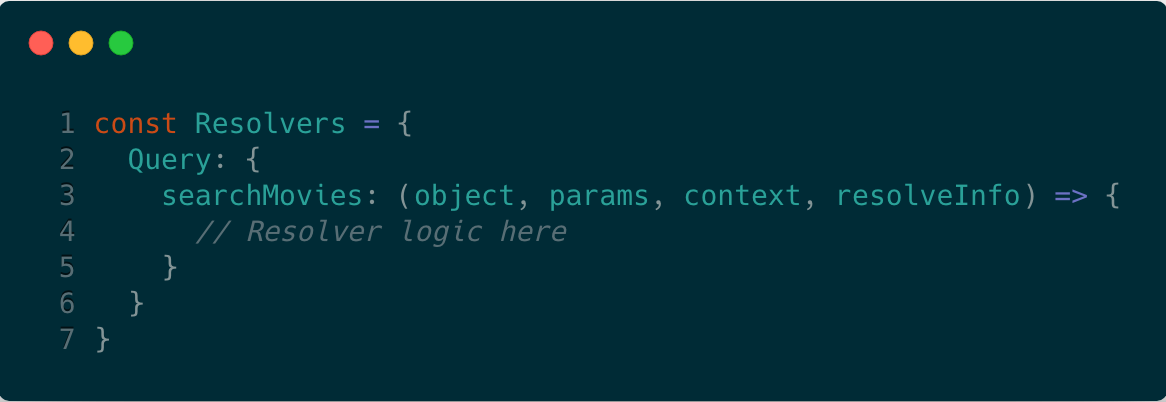 1 const Resolvers = {
2   Query: {
3     searchMovies: (object, params, context, resolveInfo) => {
4       // Resolver logic here
5     }
6   }
7 }